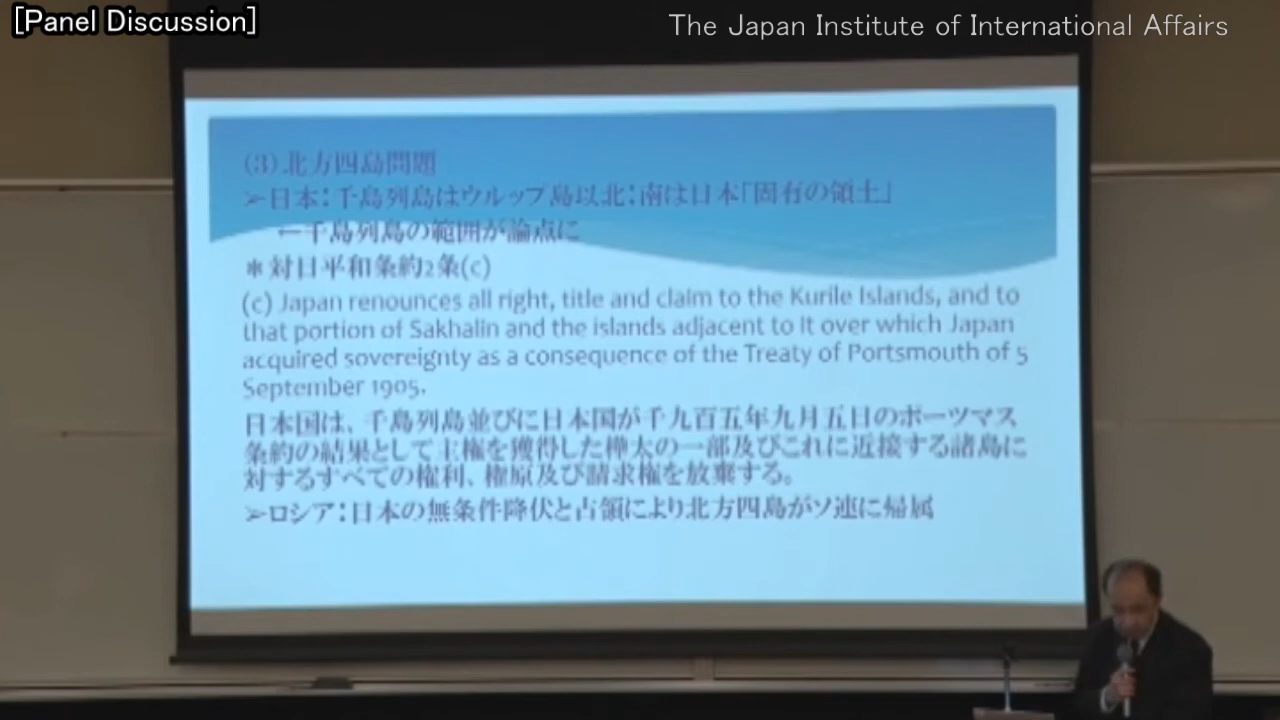 [Panel Discussion]
The Japan Institute of International Affairs
(3)北方四島問題
➢日本：千島列島はウルップ島以北；南は日本「固有の領土」
←千島列島の範囲が論点に
＊対日平和条約2条(c)
(c) Japan renounces all right, title and claim to the Kurile Islands, and to
that portion of Sakhalin and the islands adjacent to it over which Japan
acquired sovereignty as a consequence of the Treaty of Portsmouth of 5
September 1905.
日本国は、千島列島並びに日本国が千九百五年九月五日のポーツマス
条約の結果として主権を獲得した樺太の一部及びこれに近接する諸島に
対するすべての権利、権原及び請求権を放棄する。
➢ロシア：日本の無条件降伏と占領により北方四島がソ連に帰属